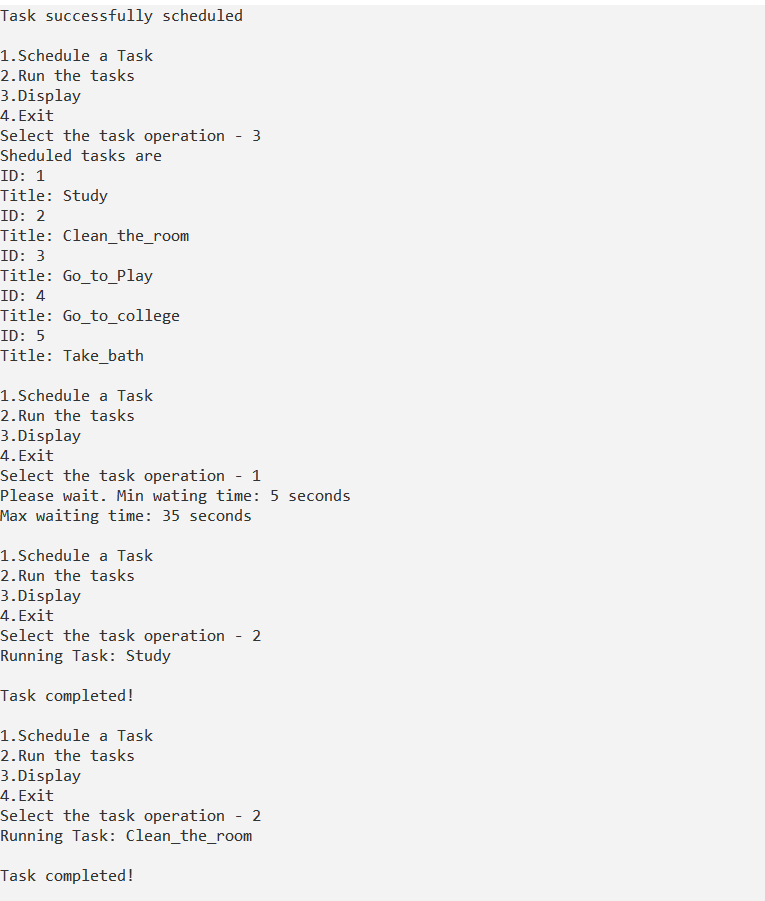 Task successfully scheduled
1.Schedule a Task
2.Run the tasks
3.Display
4.Exit
Select the task operation - 3
Sheduled tasks are
ID: 1
Title: Study
ID: 2
Title: Clean_the_room
ID: 3
Title: Go_to_Play
ID: 4
Title: Go_to_college
ID: 5
Title: Take_bath
1.Schedule a Task
2.Run the tasks
3.Display
4.Exit
Select the task operation - 1
Please wait. Min wating time: 5 seconds
Max waiting time: 35 seconds
1.Schedule a Task
2.Run the tasks
3.Display
4.Exit
Select the task operation - 2
Running Task: Study
Task completed!
1.Schedule a Task
2.Run the tasks
3.Display
4.Exit
Select the task operation - 2
Running Task: Clean_the_room
Task completed!